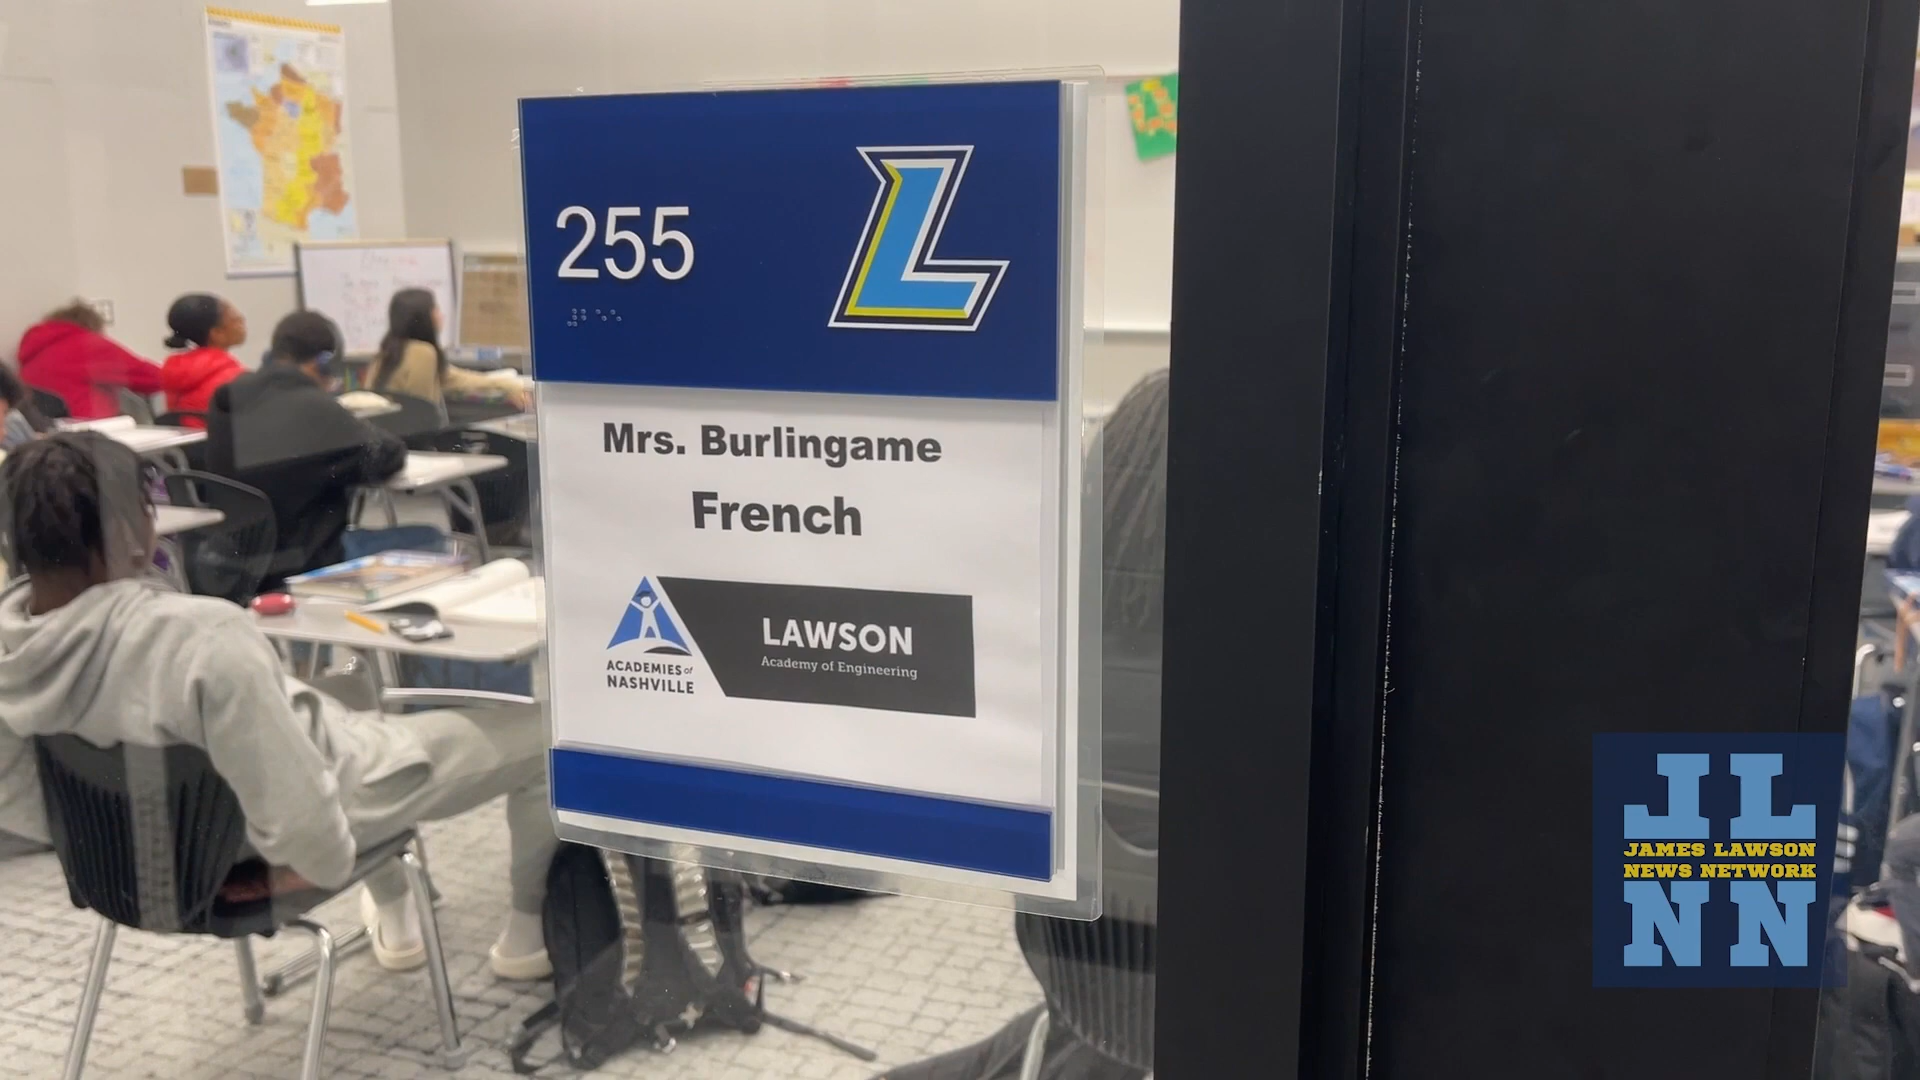 255
L
Mrs. Burlingame
French
ACADEMIES of
NASHVILLE
LAWSON
Academy of Engineering
JL
JAMES LAWSON
NEWS NETWORK
NN